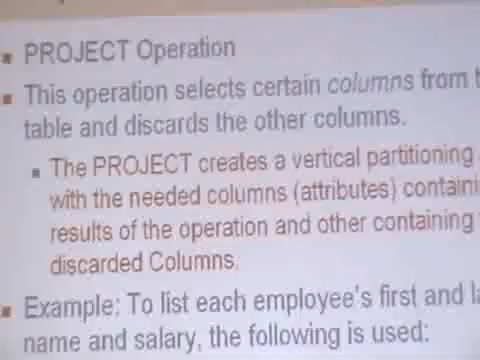 PROJECT Operation
This operation selects certain columns from
table and discards the other columns.
The PROJECT creates a vertical partitioning
with the needed columns (attributes)
results of the operation and other containing
discarded Columns.
Example: To list each employee's first and
name and salary, the following is used: